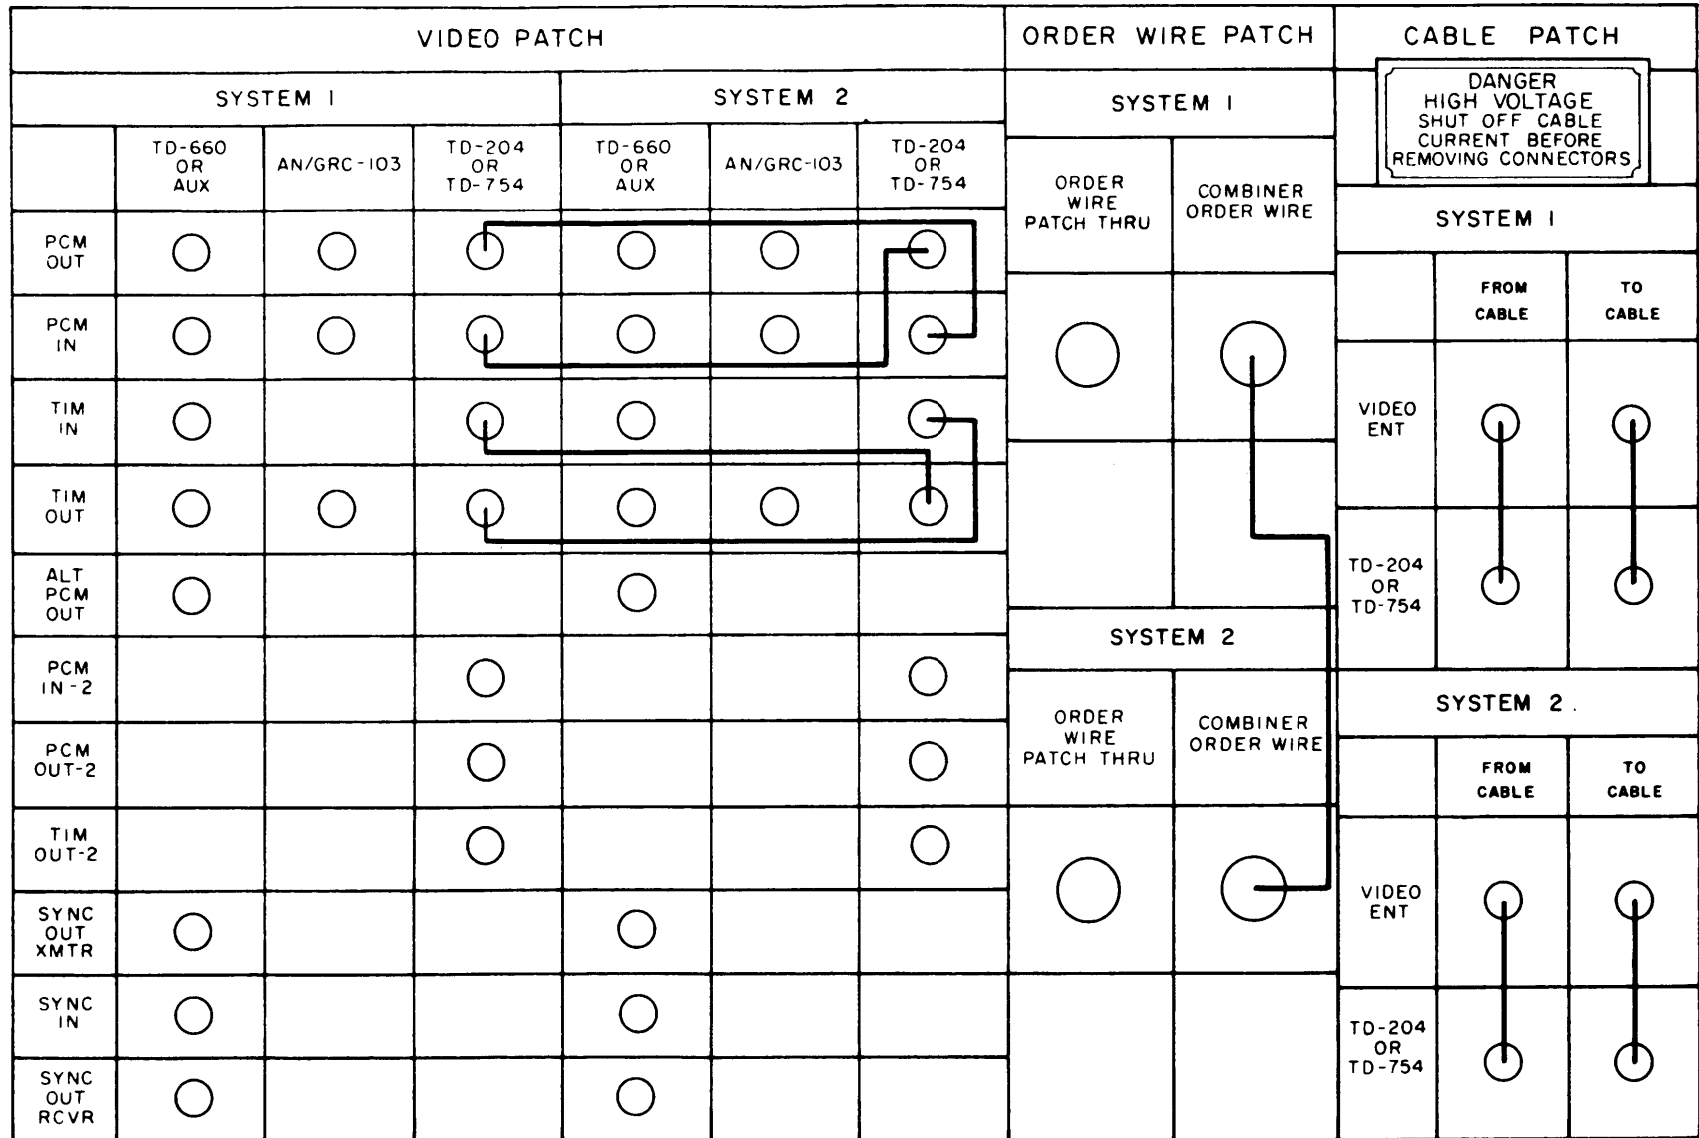 VIDEO PATCH
SYSTEM 1
SYSTEM 2
TD-660
OR
AUX
AN/GRC-103
TD-204
OR
TD-754
TD-660
OR
AUX
AN/GRC-103
TD-204
OR
TD-754
PCM
OUT
PCM
IN
TIM
IN
TIM
OUT
ALT
PCM
OUT
PCM
IN-2
PCM
OUT-2
TIM
OUT-2
SYNC
OUT
XMTR
SYNC
IN
SYNC
OUT
RCVR
ORDER WIRE PATCH
SYSTEM 1
ORDER
WIRE
PATCH THRU
COMBINER
ORDER WIRE
SYSTEM 2
ORDER
WIRE
PATCH THRU
COMBINER
ORDER WIRE
CABLE PATCH
DANGER
HIGH VOLTAGE
SHUT OFF CABLE
CURRENT BEFORE
REMOVING CONNECTORS
SYSTEM 1
FROM
CABLE
TO
CABLE
VIDEO
ENT
TD-204
OR
TD-754
SYSTEM 2.
FROM
CABLE
TO
CABLE
VIDEO
ENT
TD-204
OR
TD-754